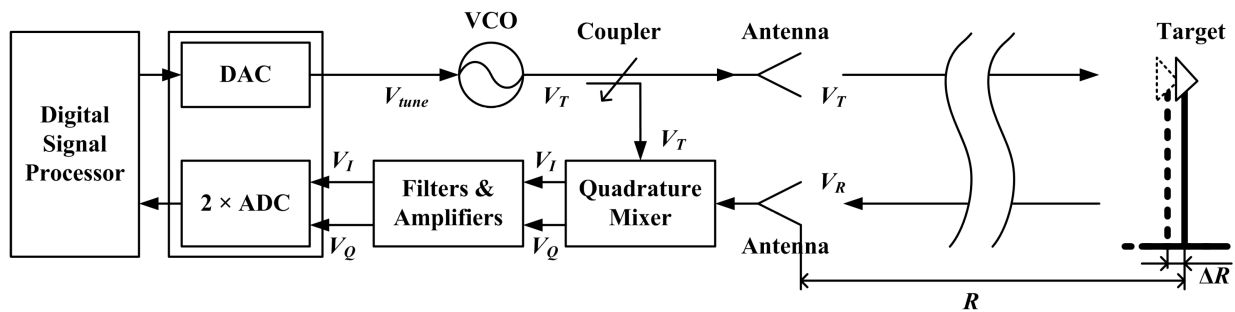 VCO
Coupler
Antenna
Target
DAC
V_tune
V_T
V_T
Digital
Signal
Processor
V_T
V_I
V_I
V_R
2 × ADC
Filters &
Amplifiers
Quadrature
Mixer
V_Q
V_Q
Antenna
ΔR
R